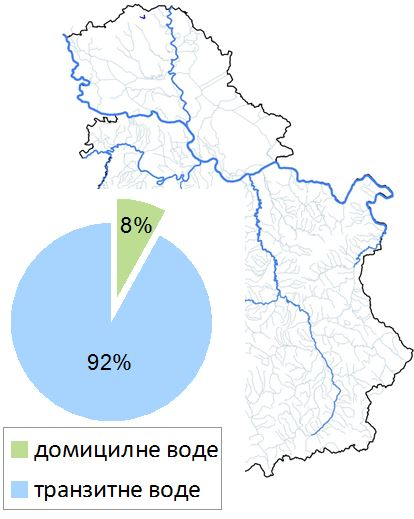 8%
92%
домицилне воде
транзитне воде